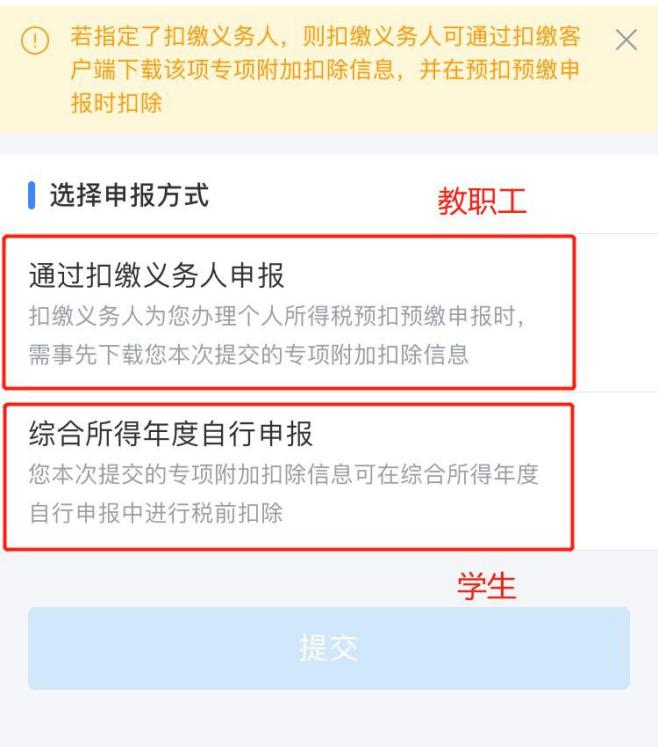 若指定了扣缴义务人，则扣缴义务人可通过扣缴客
户端下载该项专项附加扣除信息，并在预扣预缴申
报时扣除
选择申报方式
教职工
通过扣缴义务人申报
扣缴义务人为您办理个人所得税预扣预缴申报时，
需事先下载您本次提交的专项附加扣除信息
综合所得年度自行申报
您本次提交的专项附加扣除信息可在综合所得年度
自行申报中进行税前扣除
学生
提交